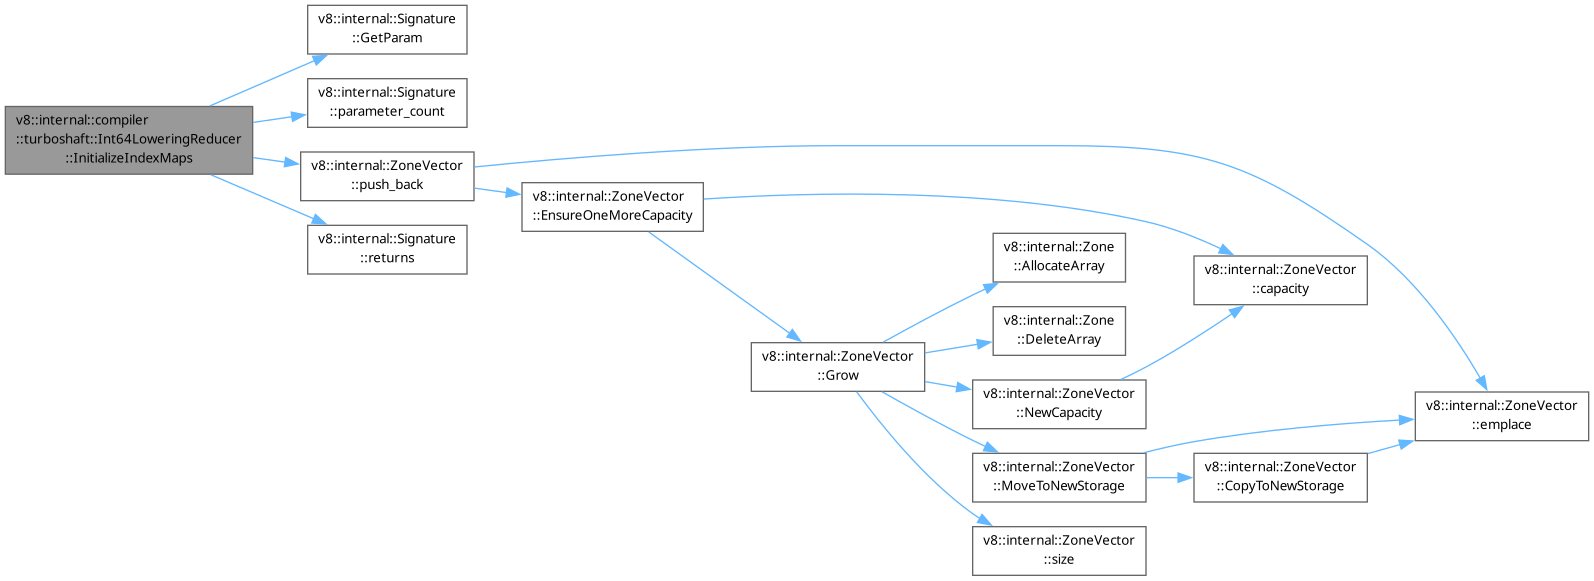 v8::internal::Signature
::GetParam
v8::internal::Signature
::parameter_count
v8::internal::compiler
::turboshaft::Int64LoweringReducer
::InitializeIndexMaps
v8::internal::ZoneVector
::push_back
v8::internal::ZoneVector
::EnsureOneMoreCapacity
v8::internal::Signature
::returns
v8::internal::Zone
::AllocateArray
v8::internal::ZoneVector
::capacity
v8::internal::Zone
::DeleteArray
v8::internal::ZoneVector
::Grow
v8::internal::ZoneVector
::NewCapacity
v8::internal::ZoneVector
::emplace
v8::internal::ZoneVector
::MoveToNewStorage
v8::internal::ZoneVector
::CopyToNewStorage
v8::internal::ZoneVector
::size